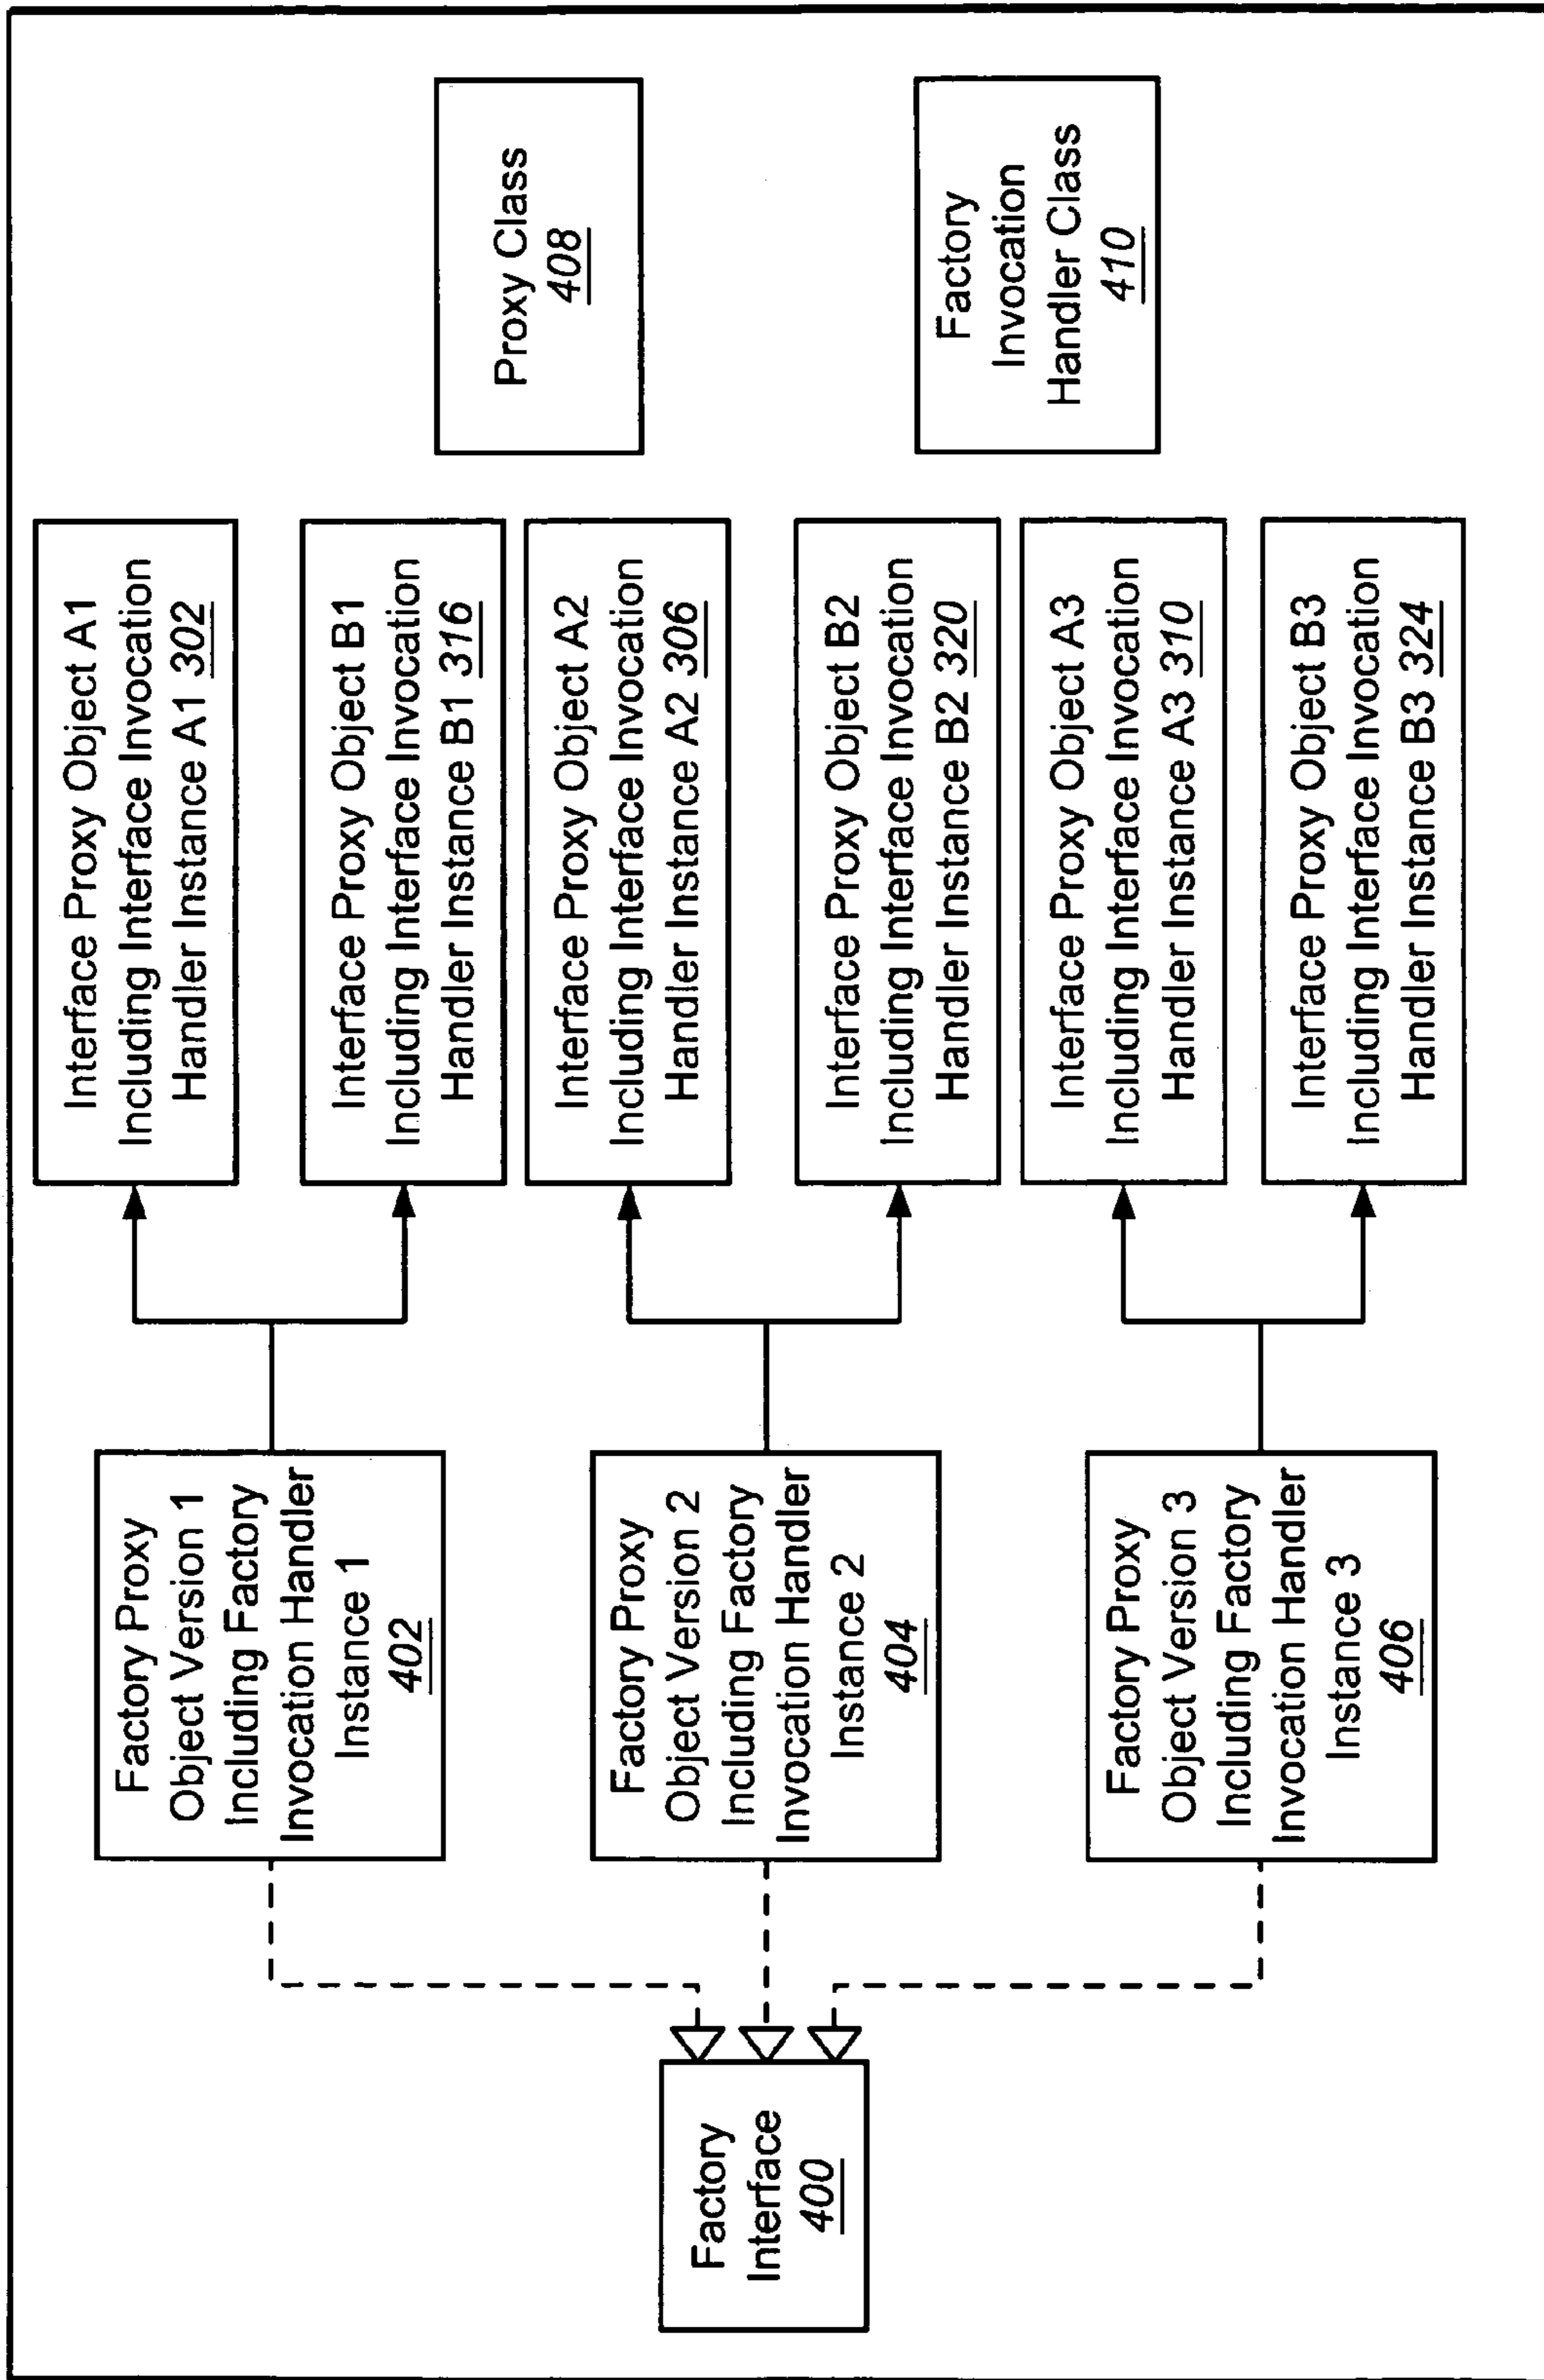 Factory
Interface
400
Factory Proxy
Object Version 1
Including Factory
Invocation Handler
Instance 1
402
Factory Proxy
Object Version 2
Including Factory
Invocation Handler
Instance 2
404
Factory Proxy
Object Version 3
Including Factory
Invocation Handler
Instance 3
406
Interface Proxy Object A1
Including Interface Invocation
Handler Instance A1 302
Interface Proxy Object B1
Including Interface Invocation
Handler Instance B1 316
Interface Proxy Object A2
Including Interface Invocation
Handler Instance A2 306
Interface Proxy Object B2
Including Interface Invocation
Handler Instance B2 320
Interface Proxy Object A3
Including Interface Invocation
Handler Instance A3 310
Interface Proxy Object B3
Including Interface Invocation
Handler Instance B3 324
Proxy Class
408
Factory
Invocation
Handler Class
410